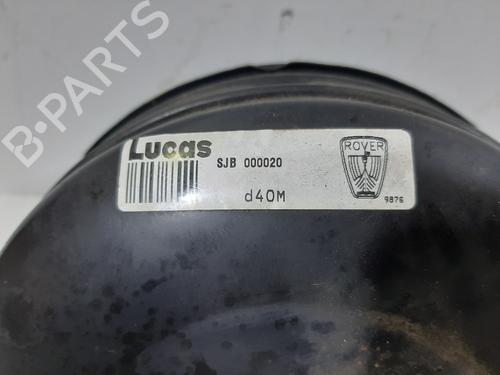 B-PARTS
Lucas
SJB 000020
ROVER
d40M
9876